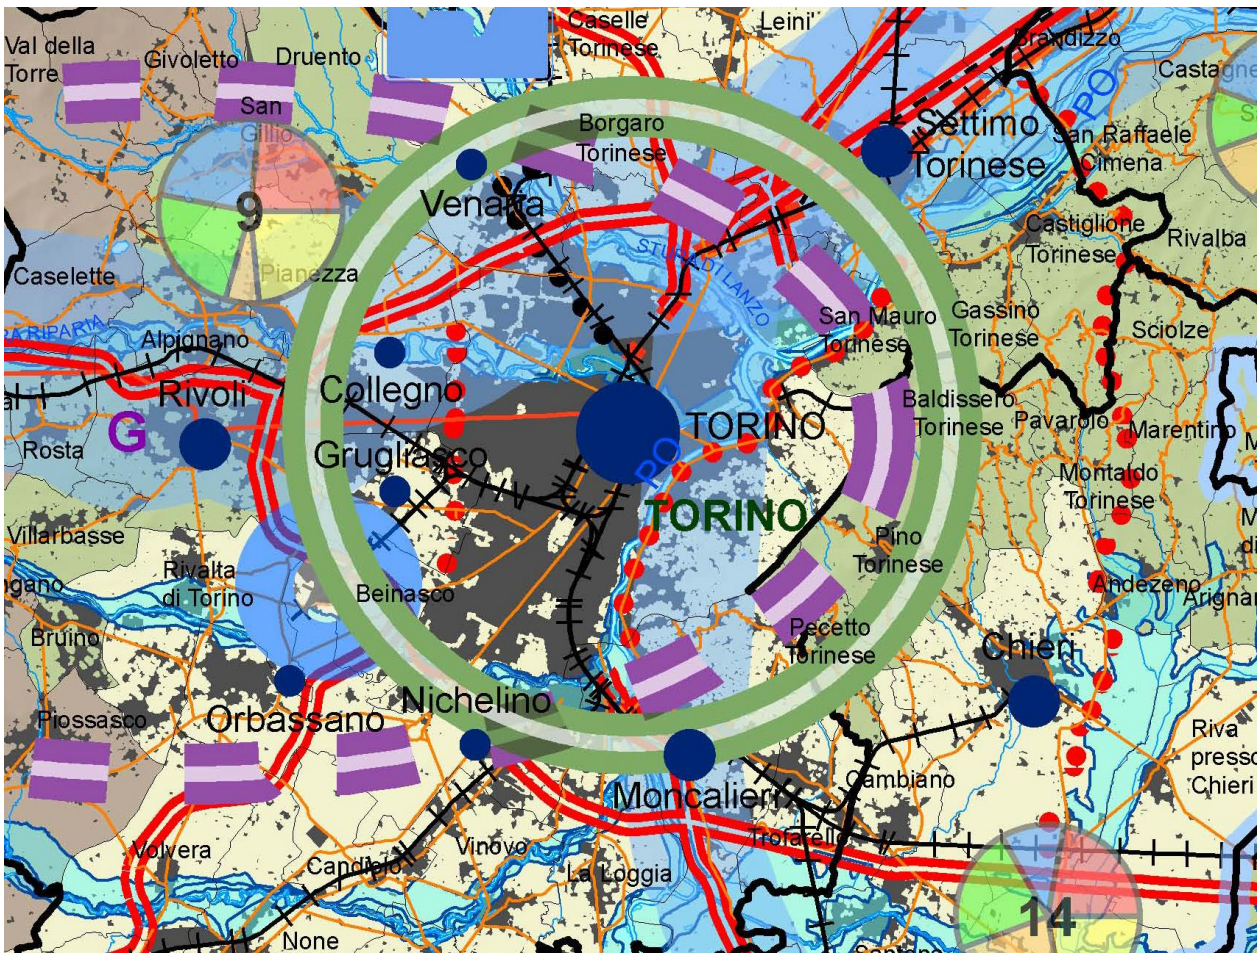 Caselle
Torinese
Leini'
Val della
Torre
Givoletto
Druento
Brandizzo
PO
San
Gillio
Borgaro
Torinese
Settimo
Torinese
San Raffaele
Cimena
9
Venaria
Castiglione
Torinese
Rivalba
Caselette
Pianezza
STURA DI LANZO
RIPARIA
Alpignano
San Mauro
Torinese
Gassino
Torinese
Sciolze
Rivoli
Collegno
G
Rosta
TORINO
Baldissero
Torinese
Pavarolo
Marentino
Grugliasco
PO
TORINO
Montaldo
Torinese
Villarbasse
Pino
Torinese
Rivalta
di Torino
Beinasco
Andezeno
Bruino
Pecetto
Torinese
Chieri
Nichelino
Piossasco
Orbassano
Riva
presso
Chieri
Moncalieri
Cambiano
Volvera
Candiolo
Vinovo
La Loggia
Trofarello
14
None